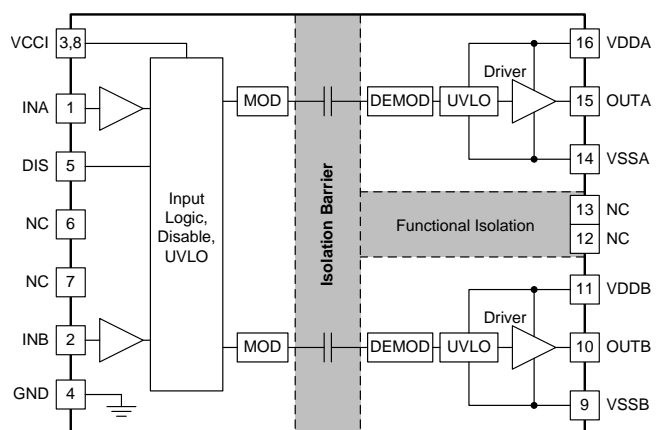 VCCI 3,8
16 VDDA
Driver
INA 1
MOD
DEMOD
UVLO
15 OUTA
DIS 5
14 VSSA
Input
Logic,
Disable,
UVLO
Isolation Barrier
Functional Isolation
13 NC
12 NC
NC 6
NC 7
11 VDDB
Driver
INB 2
MOD
DEMOD
UVLO
10 OUTB
GND 4
9 VSSB